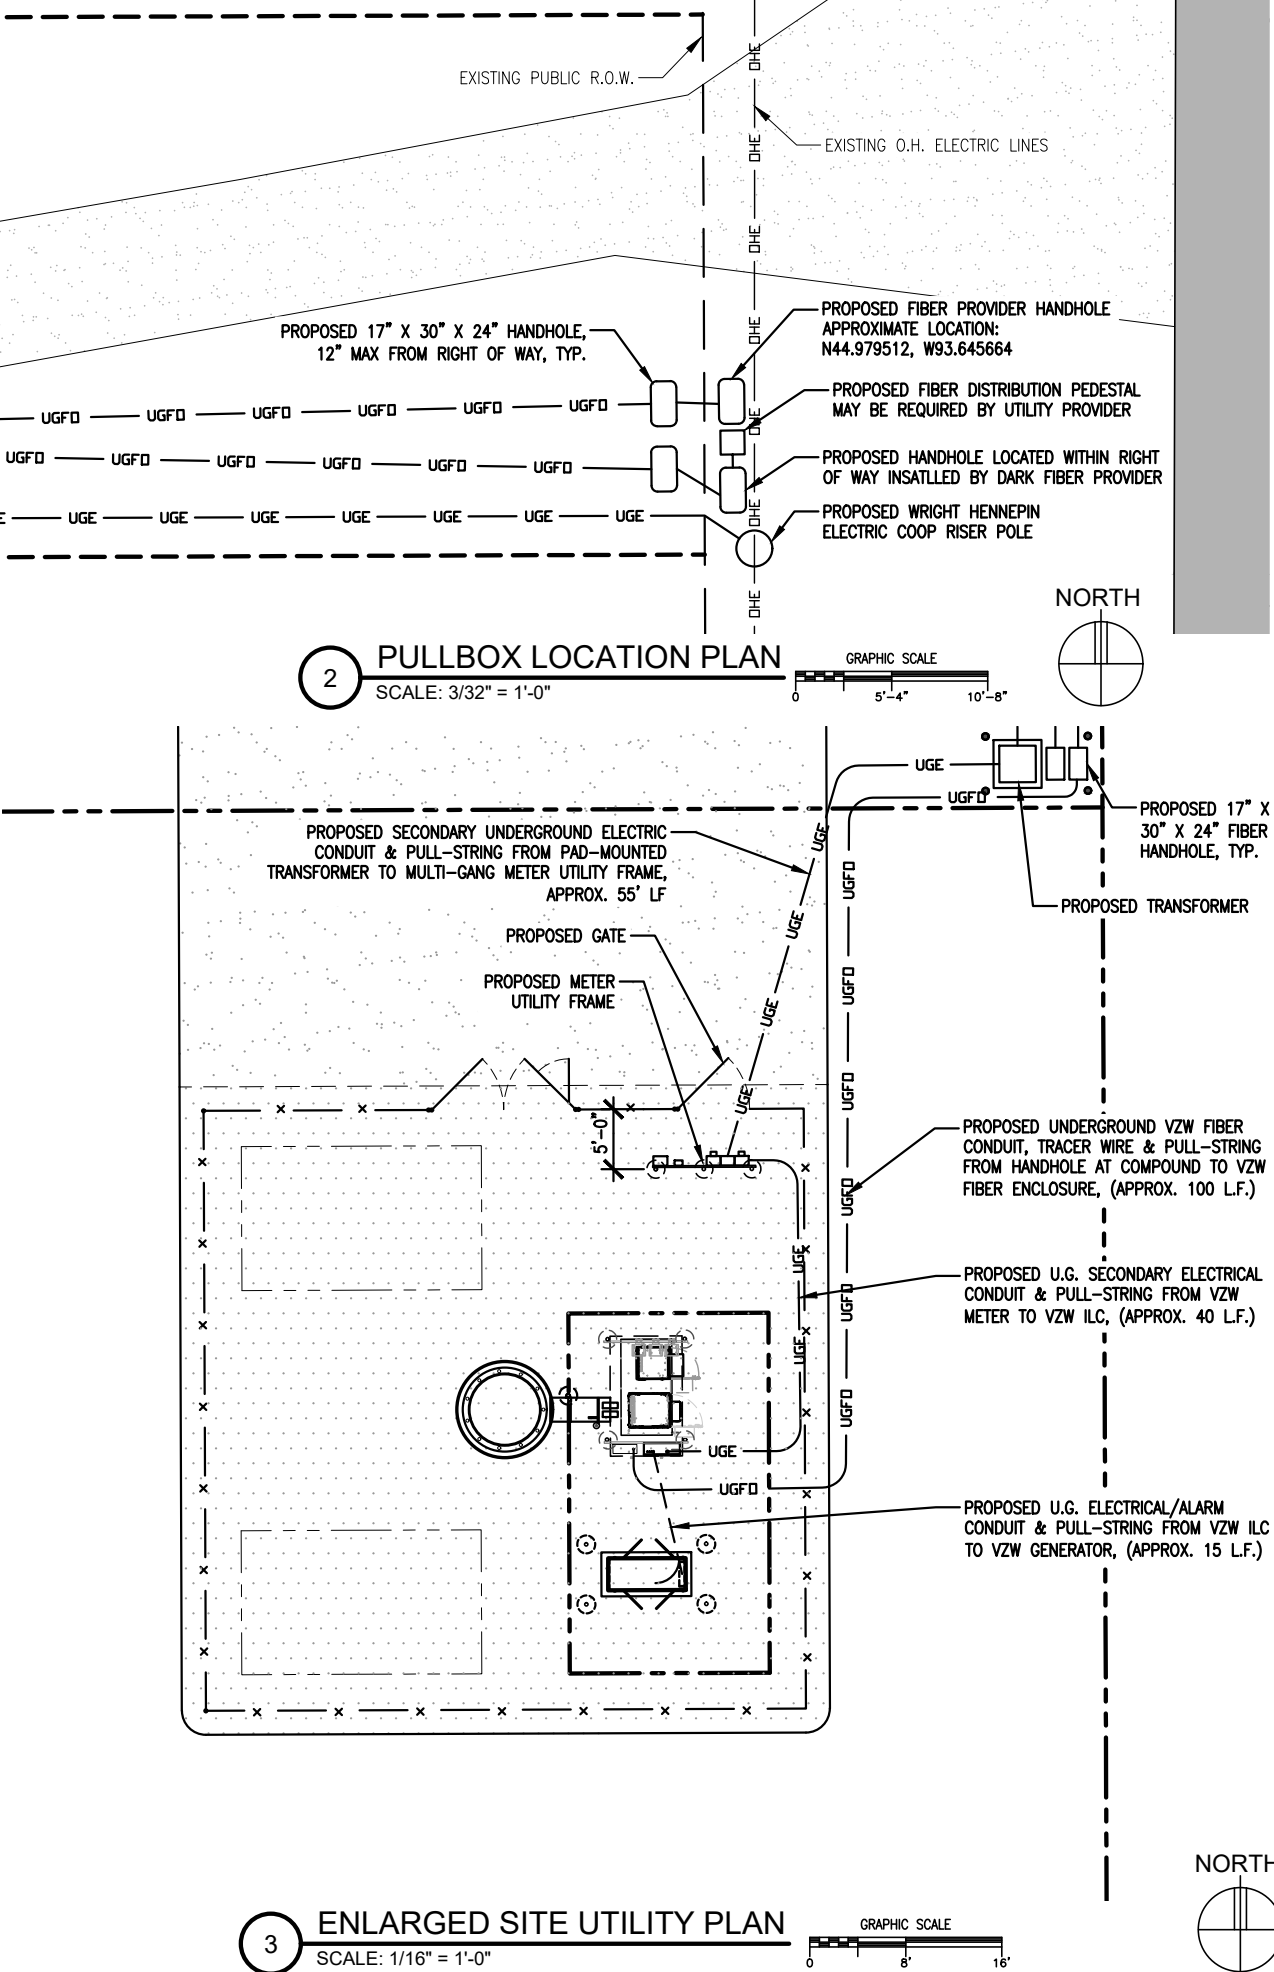 EXISTING PUBLIC R.O.W.
OHE
EXISTING O.H. ELECTRIC LINES
OHE
OHE
OHE
PROPOSED 17" X 30" X 24" HANDHOLE,
12" MAX FROM RIGHT OF WAY, TYP.
PROPOSED FIBER PROVIDER HANDHOLE
APPROXIMATE LOCATION:
N44.979512, W93.645664
OHE
PROPOSED FIBER DISTRIBUTION PEDESTAL
MAY BE REQUIRED BY UTILITY PROVIDER
OHE
UGFO UGFO UGFO UGFO UGFO UGFO
UGFO UGFO UGFO UGFO UGFO UGFO
PROPOSED HANDHOLE LOCATED WITHIN RIGHT
OF WAY INSATLLED BY DARK FIBER PROVIDER
OHE
E UGE UGE UGE UGE UGE UGE UGE
PROPOSED WRIGHT HENNEPIN
ELECTRIC COOP RISER POLE
OHE
NORTH
2
PULLBOX LOCATION PLAN
SCALE: 3/32" = 1'-0"
GRAPHIC SCALE
0 5'-4" 10'-8"
UGE
UGFO
PROPOSED 17" X
30" X 24" FIBER
HANDHOLE, TYP.
PROPOSED TRANSFORMER
PROPOSED SECONDARY UNDERGROUND ELECTRIC
CONDUIT & PULL-STRING FROM PAD-MOUNTED
TRANSFORMER TO MULTI-GANG METER UTILITY FRAME,
APPROX. 55' LF
UGE
UGFO
PROPOSED GATE
UGE
PROPOSED METER
UTILITY FRAME
UGFO
UGE
UGFO
UGE
5'-0"
PROPOSED UNDERGROUND VZW FIBER
CONDUIT, TRACER WIRE & PULL-STRING
FROM HANDHOLE AT COMPOUND TO VZW
FIBER ENCLOSURE, (APPROX. 100 L.F.)
UGFO
UGE
PROPOSED U.G. SECONDARY ELECTRICAL
CONDUIT & PULL-STRING FROM VZW
METER TO VZW ILC, (APPROX. 40 L.F.)
UGFO
UGE
UGFO
UGE
UGFO
PROPOSED U.G. ELECTRICAL/ALARM
CONDUIT & PULL-STRING FROM VZW ILC
TO VZW GENERATOR, (APPROX. 15 L.F.)
NORTH
3
ENLARGED SITE UTILITY PLAN
SCALE: 1/16" = 1'-0"
GRAPHIC SCALE
0 8' 16'